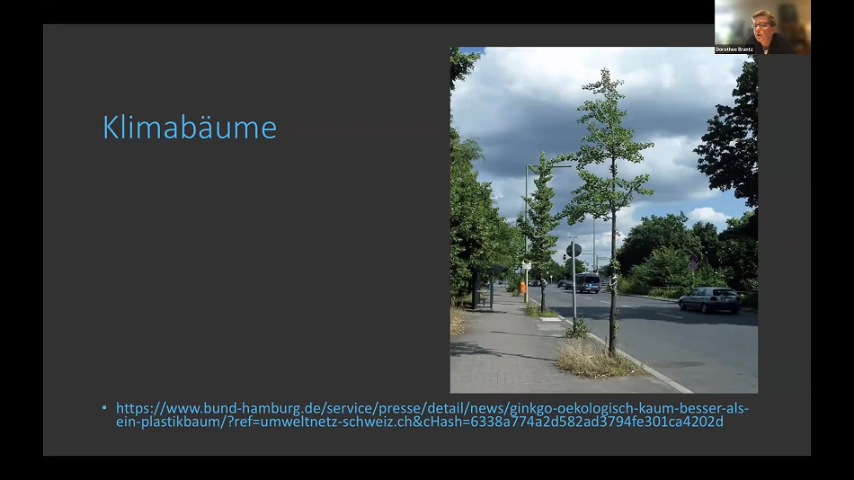 Dorothee Brantz
Klimabäume
• https://www.bund-hamburg.de/service/presse/detail/news/ginkgo-oekologisch-kaum-besser-als-
ein-plastikbaum/?ref=umweltnetz-schweiz.ch&cHash=6338a774a2d582ad3794fe301ca4202d